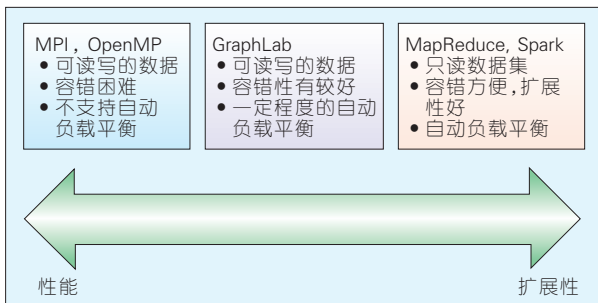 MPI, OpenMP
• 可读写的数据
• 容错困难
• 不支持自动
负载平衡
GraphLab
• 可读写的数据
• 容错性有较好
• 一定程度的自动
负载平衡
MapReduce, Spark
• 只读数据集
• 容错方便,扩展
性好
• 自动负载平衡
性能
扩展性